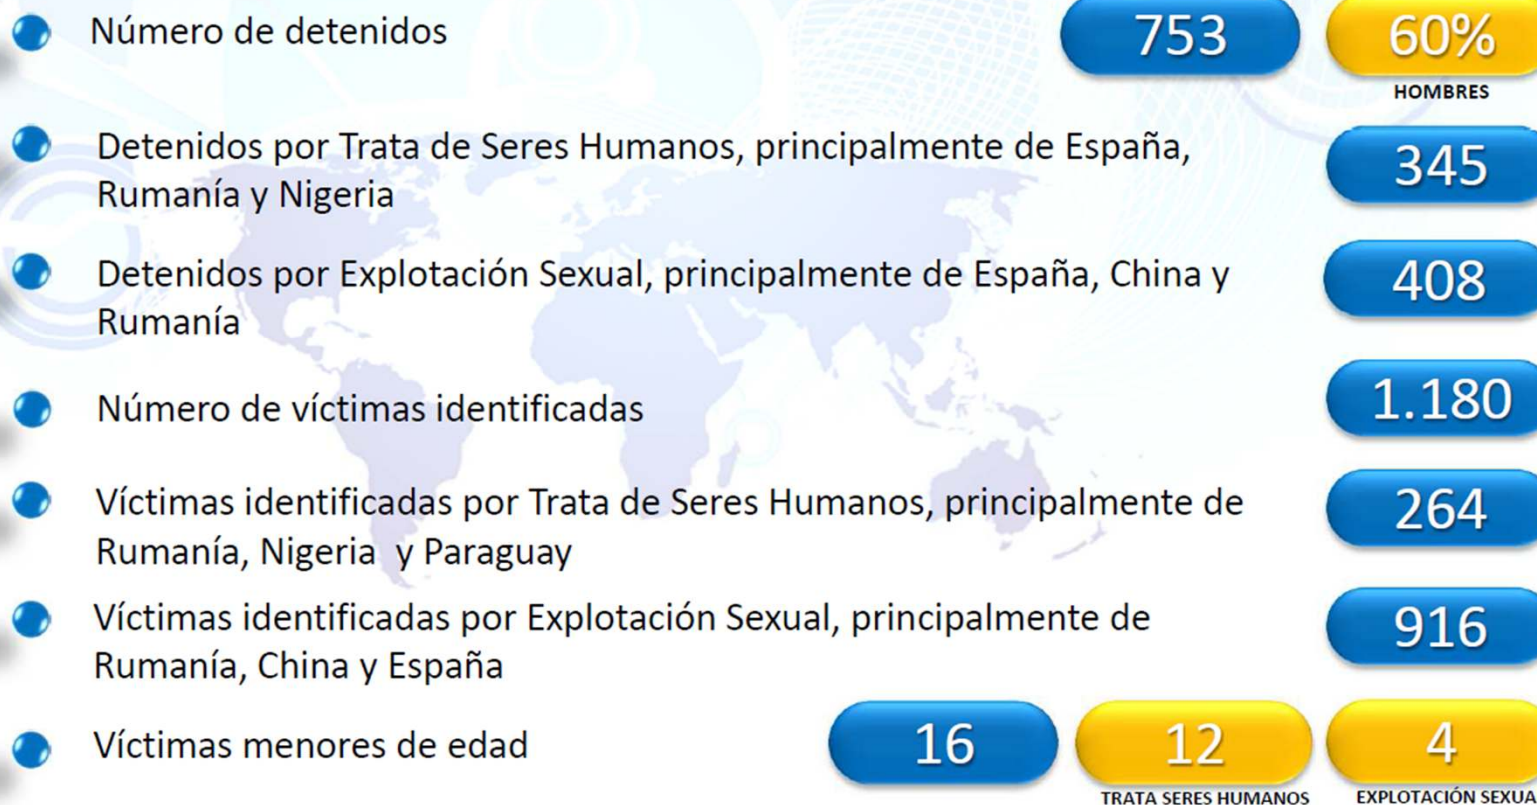 Número de detenidos
753
60%
HOMBRES
Detenidos por Trata de Seres Humanos, principalmente de España,
Rumanía y Nigeria
345
Detenidos por Explotación Sexual, principalmente de España, China y
Rumanía
408
Número de víctimas identificadas
1.180
Víctimas identificadas por Trata de Seres Humanos, principalmente de
Rumanía, Nigeria y Paraguay
264
Víctimas identificadas por Explotación Sexual, principalmente de
Rumanía, China y España
916
Víctimas menores de edad
16
12
4
TRATA SERES HUMANOS
EXPLOTACIÓN SEXUA